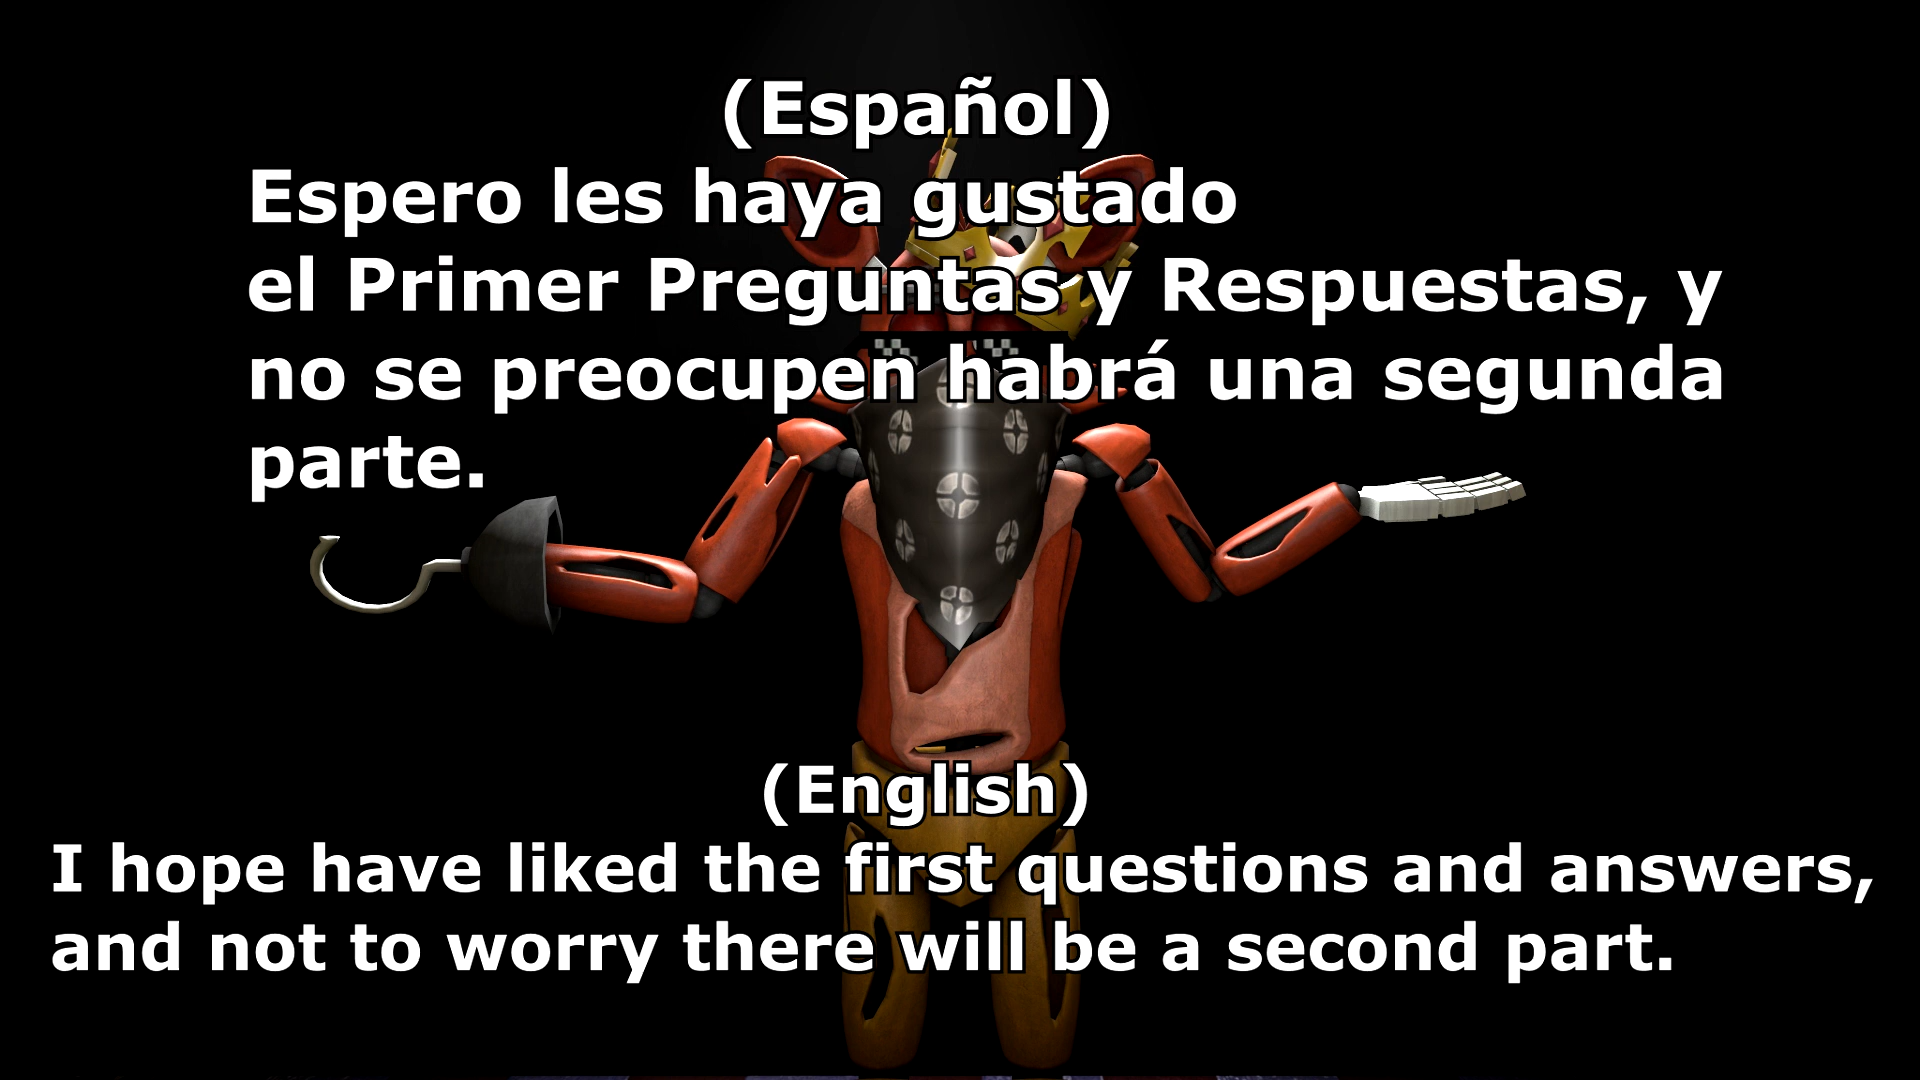 (Español)
Espero les haya gustado
el Primer Preguntas y Respuestas, y
no se preocupen habrá una segunda
parte.
(English)
I hope have liked the first questions and answers,
and not to worry there will be a second part.